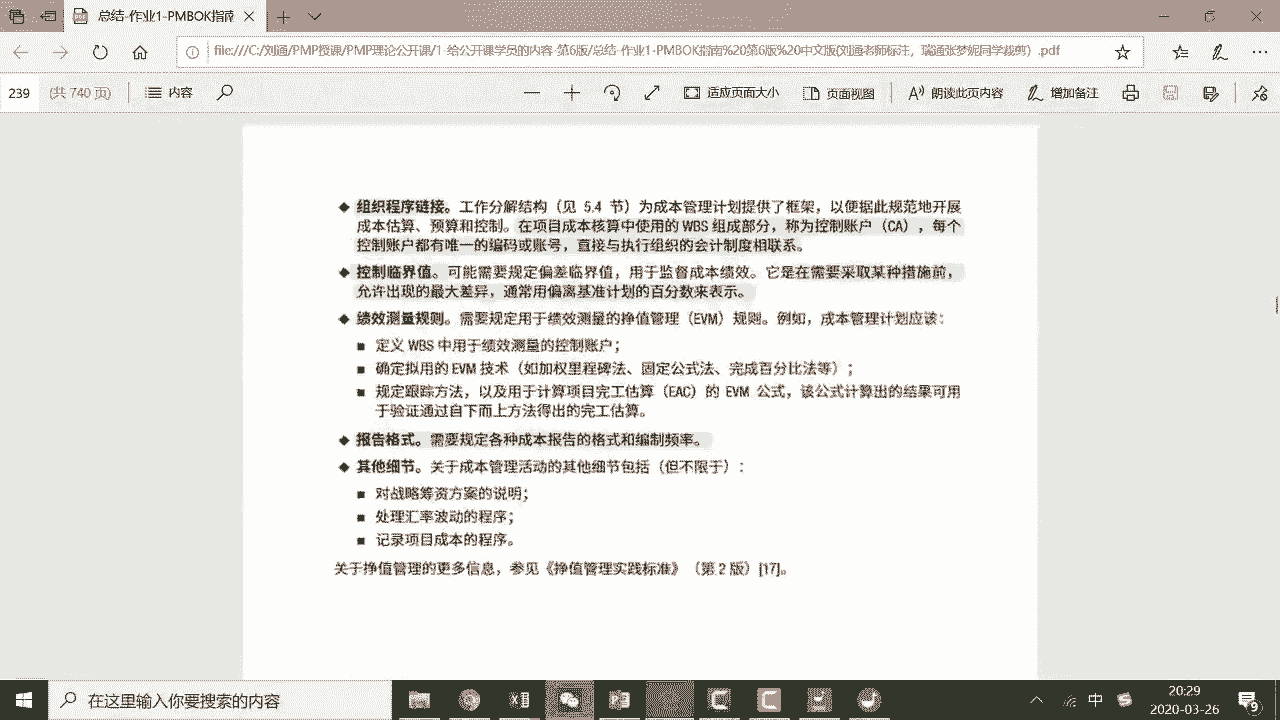 总结-作业1-PMBOK指南
file:///C:/刘通/PMP授课/PMP理论公开课/1-给公开课学员的内容-第6版/总结-作业1-PMBOK指南%20第6版%20中文版(刘通老师标注，瑞通张梦妮同学裁剪）.pdf
239 (共 740 页) 内容 适应页面大小 页面视图 朗读此页内容 增加备注
◆ 组织程序链接。工作分解结构（见 5.4 节）为成本管理计划提供了框架，以便据此规范地开展
成本估算、预算和控制。在项目成本核算中使用的 WBS 组成部分，称为控制账户（CA），每个
控制账户都有唯一的编码或账号，直接与执行组织的会计制度相联系。
◆ 控制临界值。可能需要规定偏差临界值，用于监督成本绩效。它是在需要采取某种措施前，
允许出现的最大差异，通常用偏离基准计划的百分数来表示。
◆ 绩效测量规则。需要规定用于绩效测量的挣值管理（EVM）规则。例如，成本管理计划应该：
■ 定义 WBS 中用于绩效测量的控制账户；
■ 确定拟用的 EVM 技术（如加权里程碑法、固定公式法、完成百分比法等）；
■ 规定跟踪方法，以及用于计算项目完工估算（EAC）的 EVM 公式，该公式计算出的结果可用
于验证通过自下而上方法得出的完工估算。
◆ 报告格式。需要规定各种成本报告的格式和编制频率。
◆ 其他细节。关于成本管理活动的其他细节包括（但不限于）：
■ 对战略筹资方案的说明；
■ 处理汇率波动的程序；
■ 记录项目成本的程序。
关于挣值管理的更多信息，参见《挣值管理实践标准》（第 2 版）[17]。
在这里输入你要搜索的内容
中
20:29
2020-03-26
9